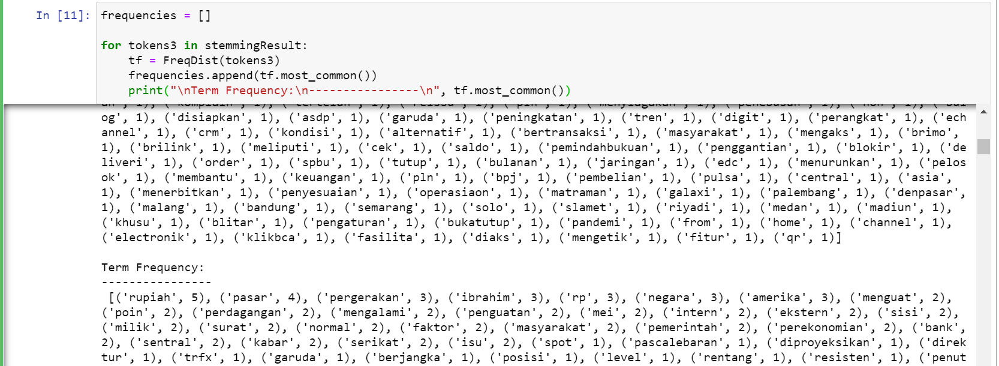 In [11]: frequencies = []
for tokens3 in stemmingResult:
    tf = FreqDist(tokens3)
    frequencies.append(tf.most_common())
    print("\nTerm Frequency:\n----------------\n", tf.most_common())
og', 1), ('disiapkan', 1), ('asdp', 1), ('garuda', 1), ('peningkatan', 1), ('tren', 1), ('digit', 1), ('perangkat', 1), ('ech
annel', 1), ('crm', 1), ('kondisi', 1), ('alternatif', 1), ('bertransaksi', 1), ('masyarakat', 1), ('mengaks', 1), ('brimo',
1), ('brilink', 1), ('meliputi', 1), ('cek', 1), ('saldo', 1), ('pemindahbukuan', 1), ('penggantian', 1), ('blokir', 1), ('de
liveri', 1), ('order', 1), ('spbu', 1), ('tutup', 1), ('bulanan', 1), ('jaringan', 1), ('edc', 1), ('menurunkan', 1), ('pelos
ok', 1), ('membantu', 1), ('keuangan', 1), ('pln', 1), ('bpj', 1), ('pembelian', 1), ('pulsa', 1), ('central', 1), ('asia',
1), ('menerbitkan', 1), ('penyesuaian', 1), ('operasiaon', 1), ('matraman', 1), ('galaxi', 1), ('palembang', 1), ('denpasar',
1), ('malang', 1), ('bandung', 1), ('semarang', 1), ('solo', 1), ('slamet', 1), ('riyadi', 1), ('medan', 1), ('madiun', 1),
('khusu', 1), ('blitar', 1), ('pengaturan', 1), ('bukatutup', 1), ('pandemi', 1), ('from', 1), ('home', 1), ('channel', 1),
('electronik', 1), ('klikbca', 1), ('fasilita', 1), ('diaks', 1), ('mengetik', 1), ('fitur', 1), ('qr', 1)]
Term Frequency:
----------------
[('rupiah', 5), ('pasar', 4), ('pergerakan', 3), ('ibrahim', 3), ('rp', 3), ('negara', 3), ('amerika', 3), ('menguat', 2),
('poin', 2), ('perdagangan', 2), ('mengalami', 2), ('penguatan', 2), ('mei', 2), ('intern', 2), ('ekstern', 2), ('sisi', 2),
('milik', 2), ('surat', 2), ('normal', 2), ('faktor', 2), ('masyarakat', 2), ('pemerintah', 2), ('perekonomian', 2), ('bank',
2), ('sentral', 2), ('kabar', 2), ('serikat', 2), ('isu', 2), ('spot', 1), ('pascalebaran', 1), ('diproyeksikan', 1), ('direk
tur', 1), ('trfx', 1), ('garuda', 1), ('berjangka', 1), ('posisi', 1), ('level', 1), ('rentang', 1), ('resisten', 1), ('penut